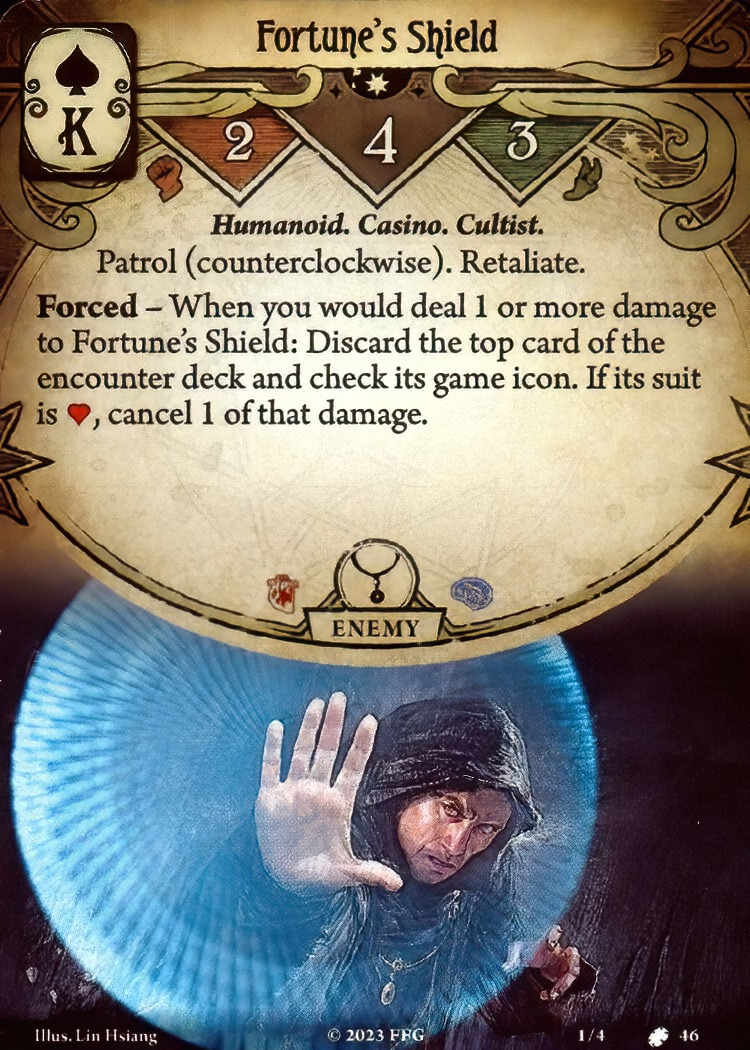 Fortune's Shield
K
2
4
3
Humanoid. Casino. Cultist.
Patrol (counterclockwise). Retaliate.
Forced – When you would deal 1 or more damage
to Fortune's Shield: Discard the top card of the
encounter deck and check its game icon. If its suit
is ♥, cancel 1 of that damage.
ENEMY
Illus. Lin Hsiang
© 2023 FFG
1/4
46